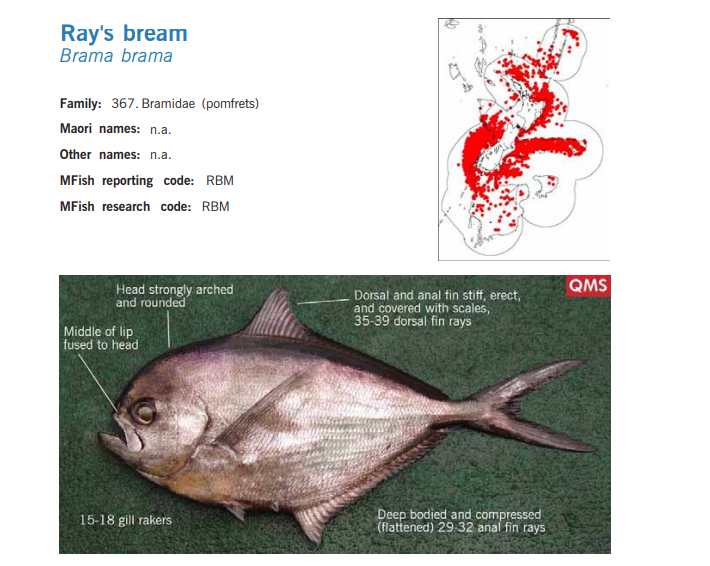 Ray's bream
Brama brama
Family: 367. Bramidae (pomfrets)
Maori names: n.a.
Other names: n.a.
MFish reporting code: RBM
MFish research code: RBM
QMS
Head strongly arched
and rounded
Dorsal and anal fin stiff, erect,
and covered with scales,
35-39 dorsal fin rays
Middle of lip
fused to head
15-18 gill rakers
Deep bodied and compressed
(flattened) 29-32 anal fin rays